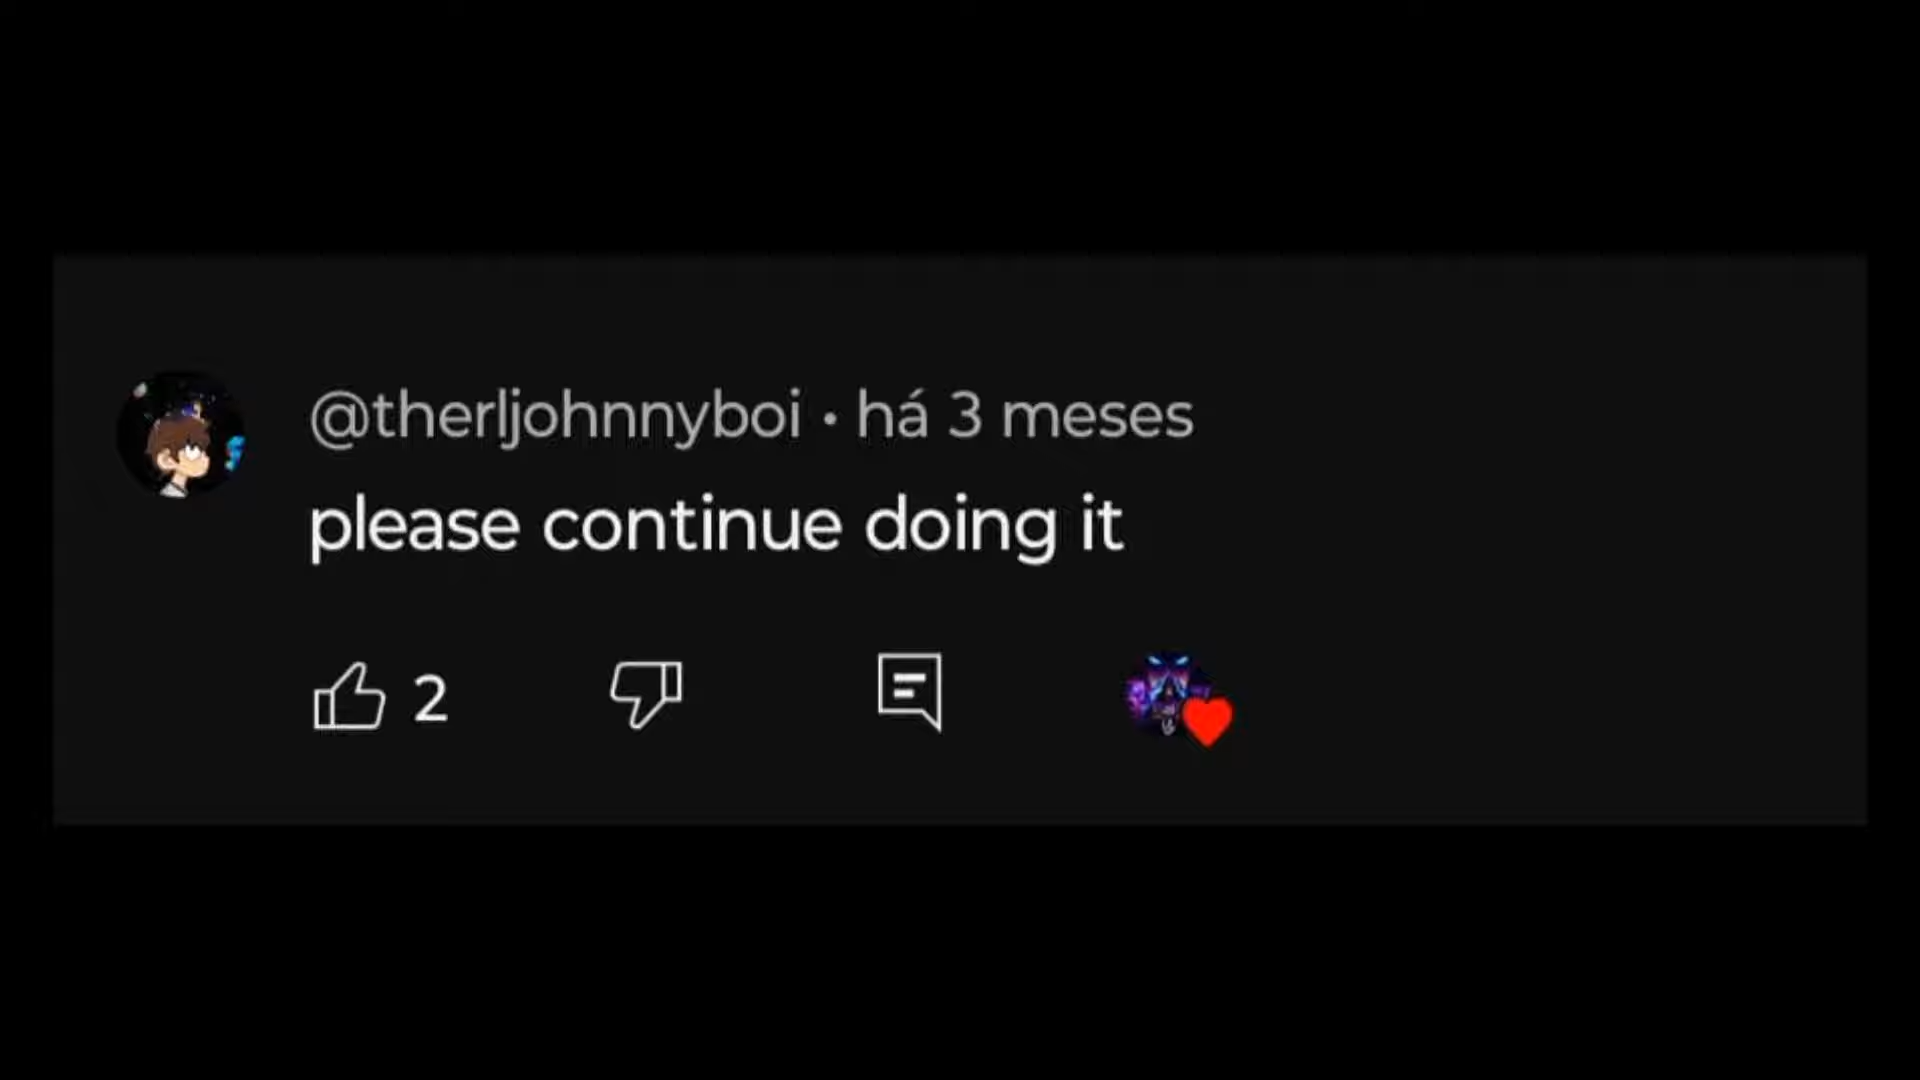 @therljohnnyboi • há 3 meses
please continue doing it
2